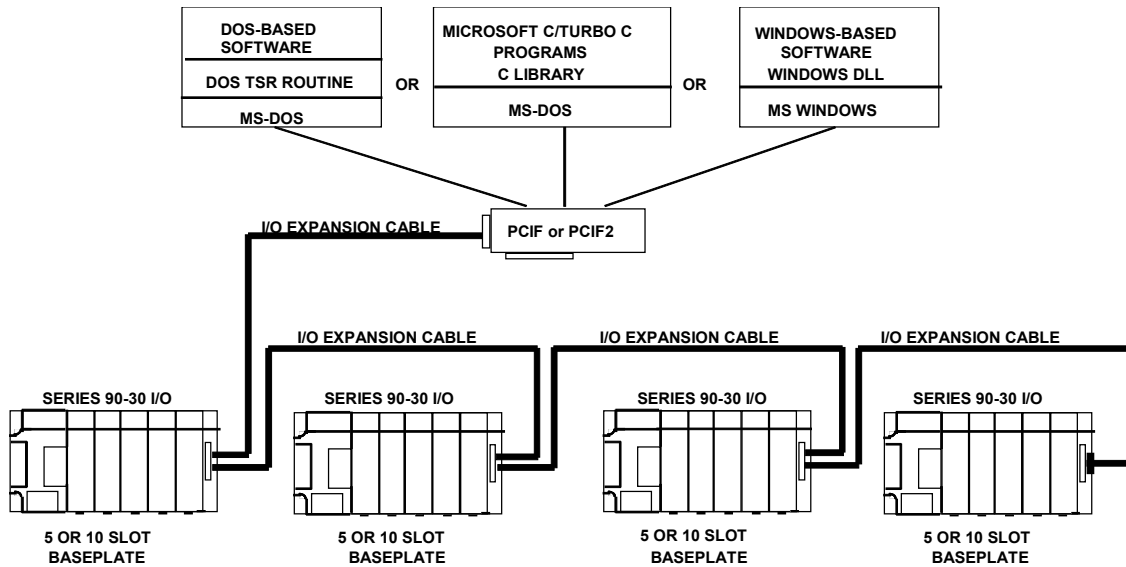 DOS-BASED
SOFTWARE
DOS TSR ROUTINE
MS-DOS
OR
MICROSOFT C/TURBO C
PROGRAMS
C LIBRARY
MS-DOS
OR
WINDOWS-BASED
SOFTWARE
WINDOWS DLL
MS WINDOWS
I/O EXPANSION CABLE
PCIF or PCIF2
I/O EXPANSION CABLE
I/O EXPANSION CABLE
I/O EXPANSION CABLE
SERIES 90-30 I/O
SERIES 90-30 I/O
SERIES 90-30 I/O
SERIES 90-30 I/O
5 OR 10 SLOT
BASEPLATE
5 OR 10 SLOT
BASEPLATE
5 OR 10 SLOT
BASEPLATE
5 OR 10 SLOT
BASEPLATE